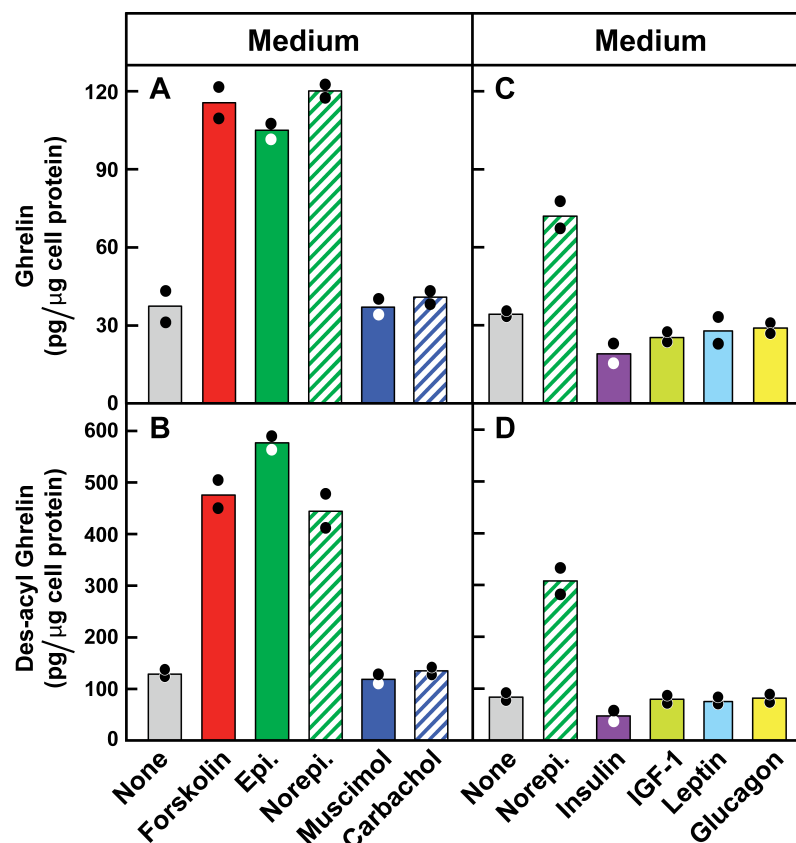 Medium
Medium
A
C
120
90
60
30
0
Ghrelin
(pg/μg cell protein)
B
D
600
500
400
300
200
100
0
Des-acyl Ghrelin
(pg/μg cell protein)
None
Forskolin
Epi.
Norepi.
Muscimol
Carbachol
None
Norepi.
Insulin
IGF-1
Leptin
Glucagon